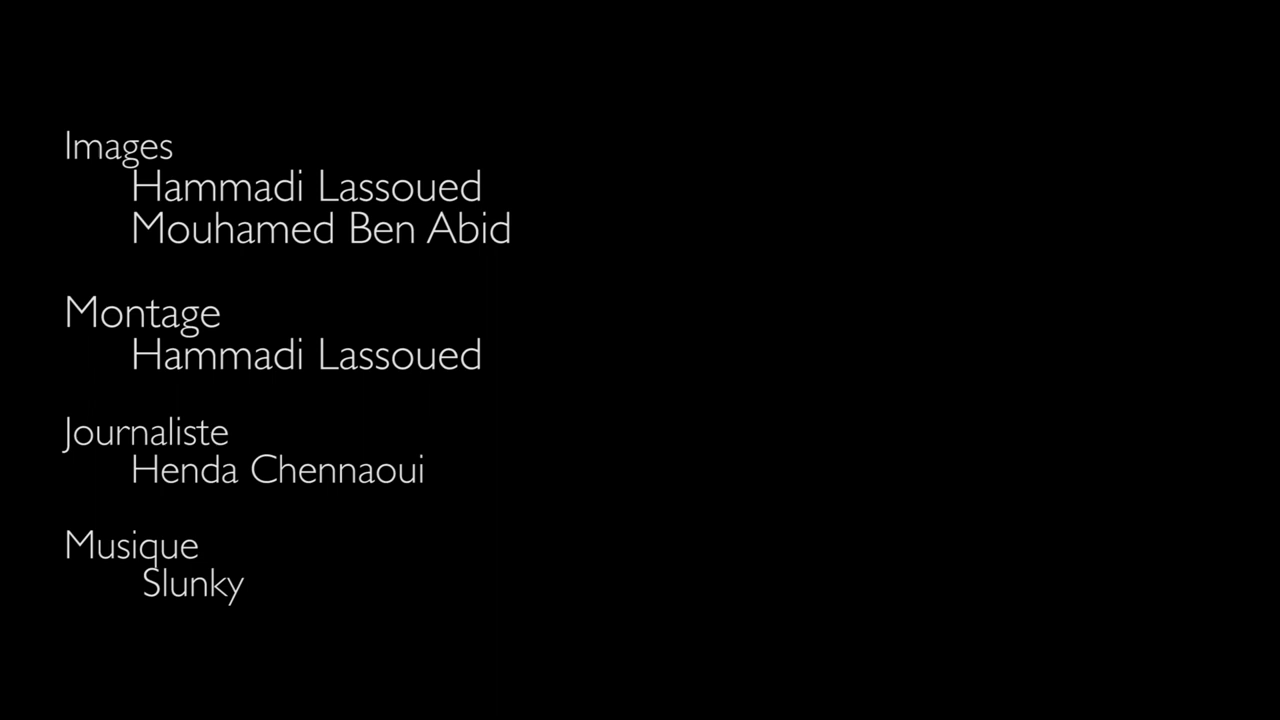 Images
Hammadi Lassoued
Mouhamed Ben Abid
Montage
Hammadi Lassoued
Journaliste
Henda Chennaoui
Musique
Slunky